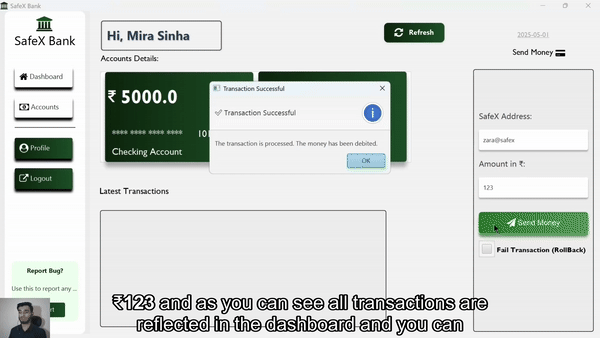 SafeX Bank
SafeX Bank
Hi, Mira Sinha
Refresh
2025-05-01
Send Money
Dashboard
Accounts
Profile
Logout
Accounts Details:
₹ 5000.0
**** **** **** ****
101
Checking Account
Transaction Successful
Transaction Successful
The transaction is processed. The money has been debited.
OK
Latest Transactions
SafeX Address:
zara@safex
Amount in ₹:
123
Send Money
Fail Transaction (RollBack)
Report Bug?
Use this to report any ...
₹123 and as you can see all transactions are
reflected in the dashboard and you can